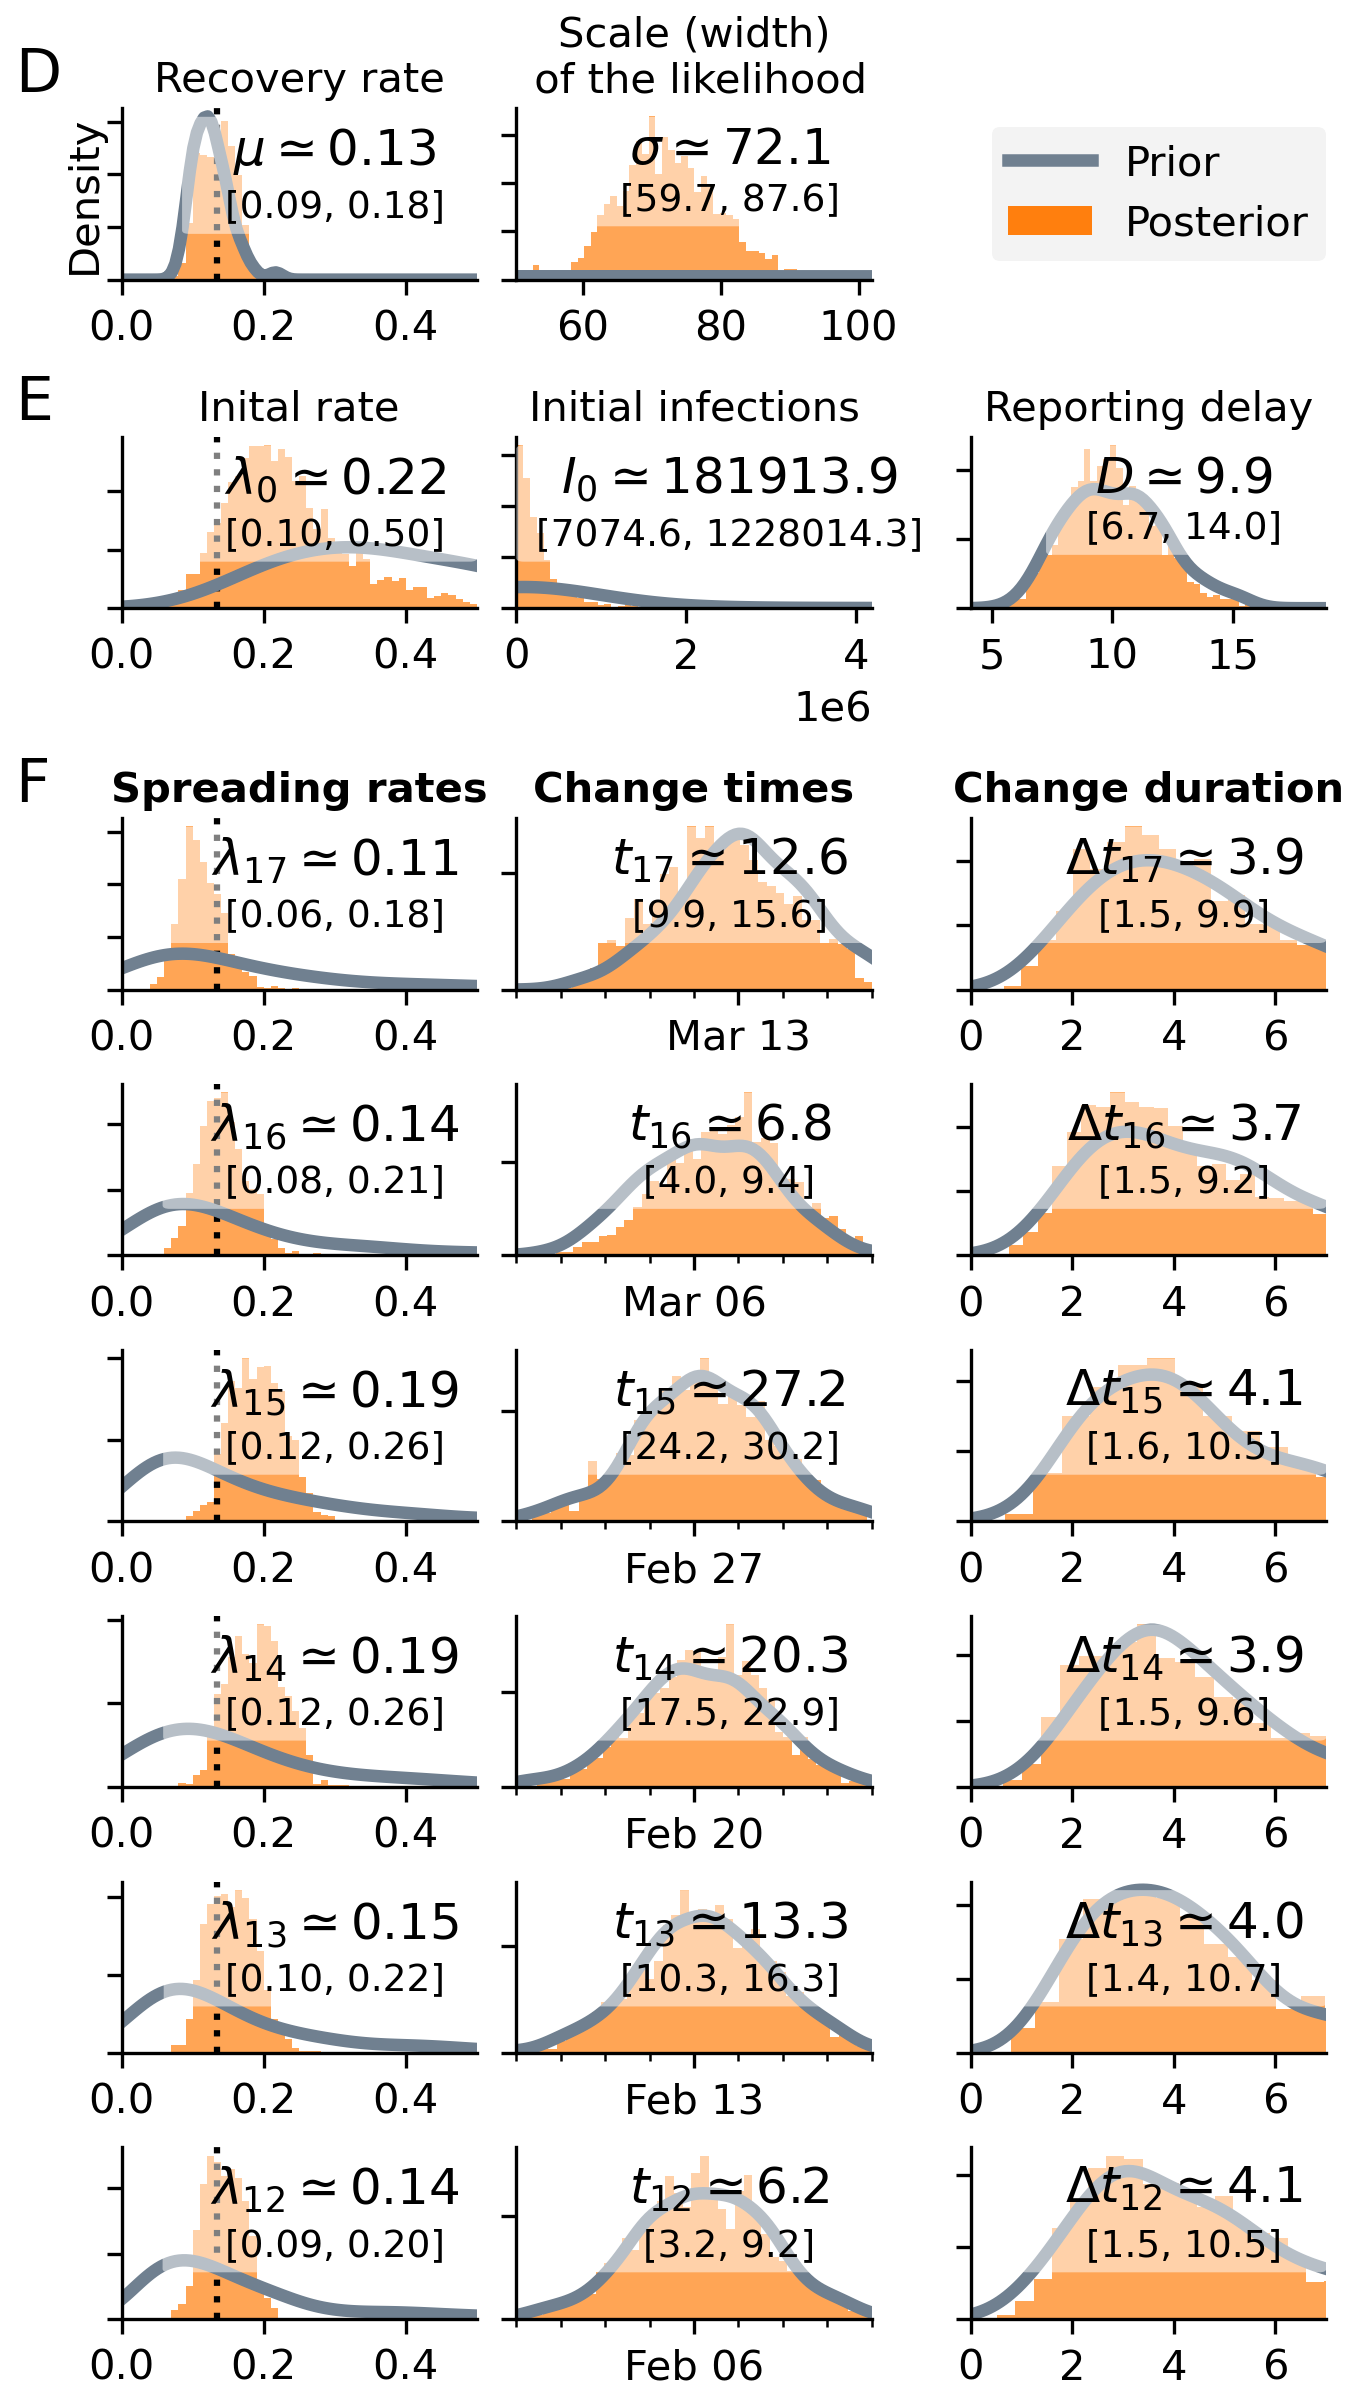 D
Recovery rate
Scale (width)
of the likelihood
Density
μ ≃ 0.13
[0.09, 0.18]
σ ≃ 72.1
[59.7, 87.6]
Prior
Posterior
0.0 0.2 0.4
60 80 100
E
Inital rate
Initial infections
Reporting delay
λ₀ ≃ 0.22
[0.10, 0.50]
I₀ ≃ 181913.9
[7074.6, 1228014.3]
D ≃ 9.9
[6.7, 14.0]
0.0 0.2 0.4
0 2 4
1e6
5 10 15
F
Spreading rates
Change times
Change duration
λ₁₇ ≃ 0.11
[0.06, 0.18]
t₁₇ ≃ 12.6
[9.9, 15.6]
Δt₁₇ ≃ 3.9
[1.5, 9.9]
0.0 0.2 0.4
Mar 13
0 2 4 6
λ₁₆ ≃ 0.14
[0.08, 0.21]
t₁₆ ≃ 6.8
[4.0, 9.4]
Δt₁₆ ≃ 3.7
[1.5, 9.2]
0.0 0.2 0.4
Mar 06
0 2 4 6
λ₁₅ ≃ 0.19
[0.12, 0.26]
t₁₅ ≃ 27.2
[24.2, 30.2]
Δt₁₅ ≃ 4.1
[1.6, 10.5]
0.0 0.2 0.4
Feb 27
0 2 4 6
λ₁₄ ≃ 0.19
[0.12, 0.26]
t₁₄ ≃ 20.3
[17.5, 22.9]
Δt₁₄ ≃ 3.9
[1.5, 9.6]
0.0 0.2 0.4
Feb 20
0 2 4 6
λ₁₃ ≃ 0.15
[0.10, 0.22]
t₁₃ ≃ 13.3
[10.3, 16.3]
Δt₁₃ ≃ 4.0
[1.4, 10.7]
0.0 0.2 0.4
Feb 13
0 2 4 6
λ₁₂ ≃ 0.14
[0.09, 0.20]
t₁₂ ≃ 6.2
[3.2, 9.2]
Δt₁₂ ≃ 4.1
[1.5, 10.5]
0.0 0.2 0.4
Feb 06
0 2 4 6